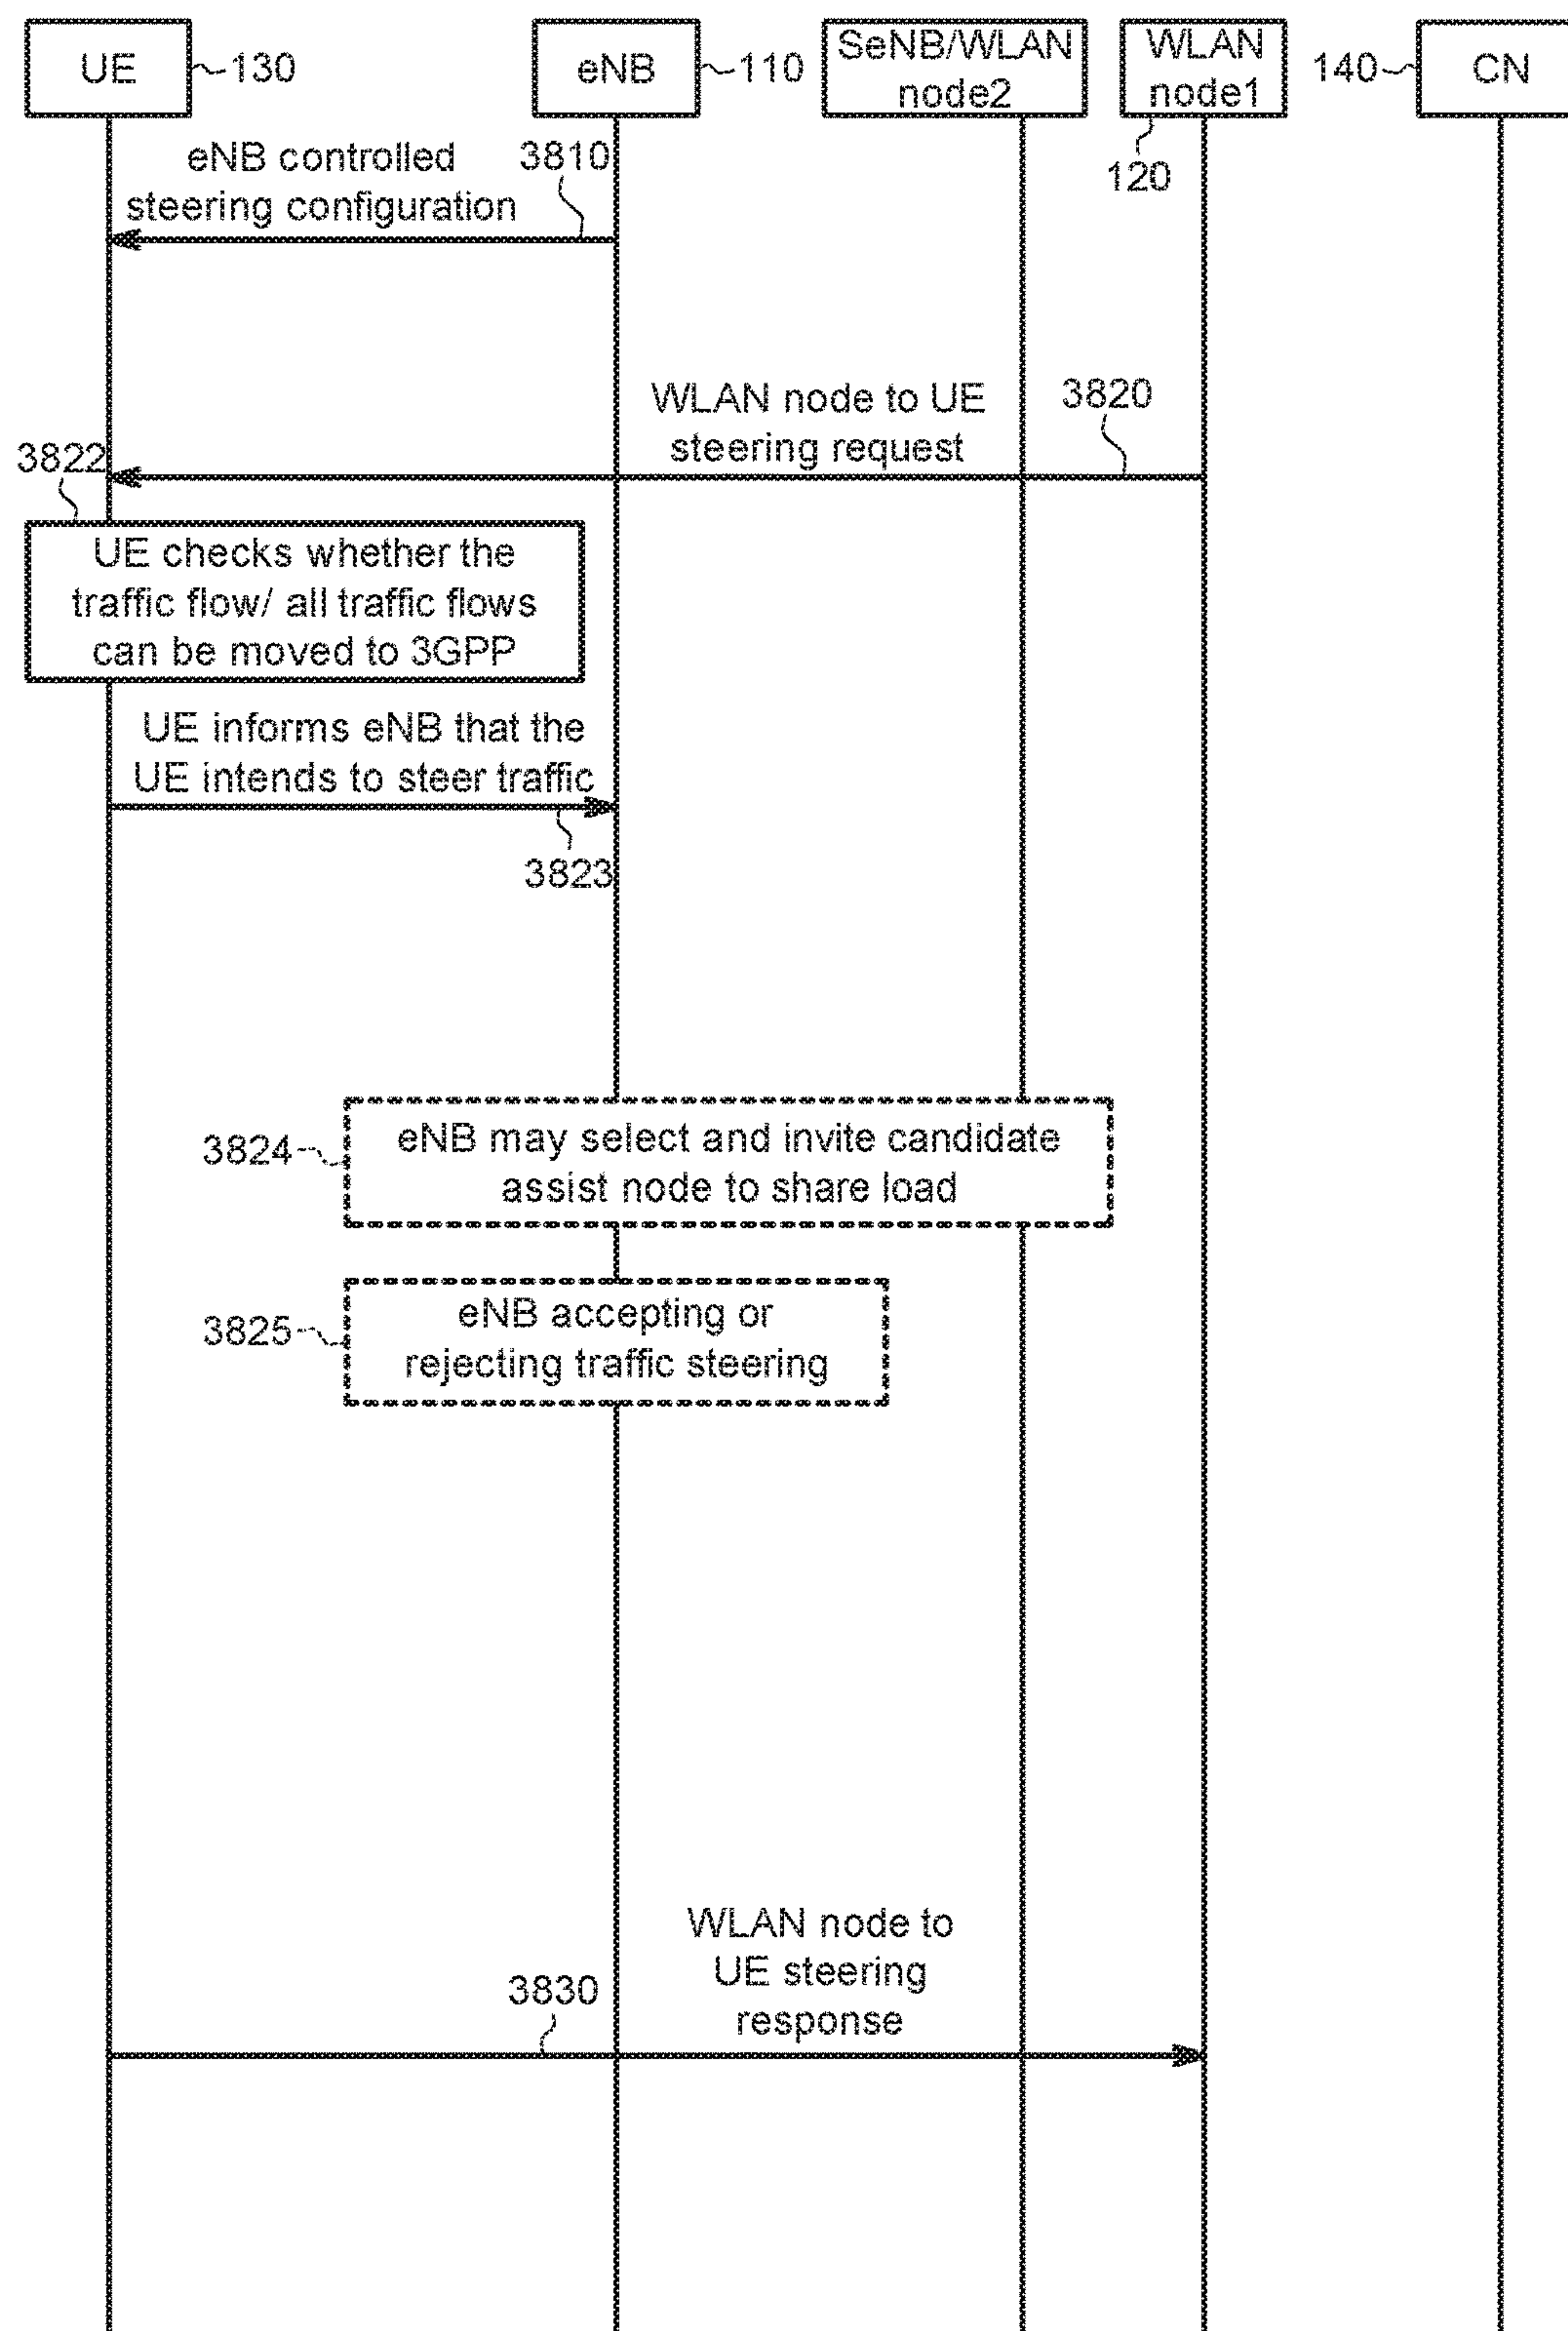 UE
130
eNB
110
SeNB/WLAN
node2
WLAN
node1
120
140
CN
eNB controlled
steering configuration
3810
WLAN node to UE
steering request
3820
3822
UE checks whether the
traffic flow/ all traffic flows
can be moved to 3GPP
UE informs eNB that the
UE intends to steer traffic
3823
3824
eNB may select and invite candidate
assist node to share load
3825
eNB accepting or
rejecting traffic steering
WLAN node to
UE steering
response
3830